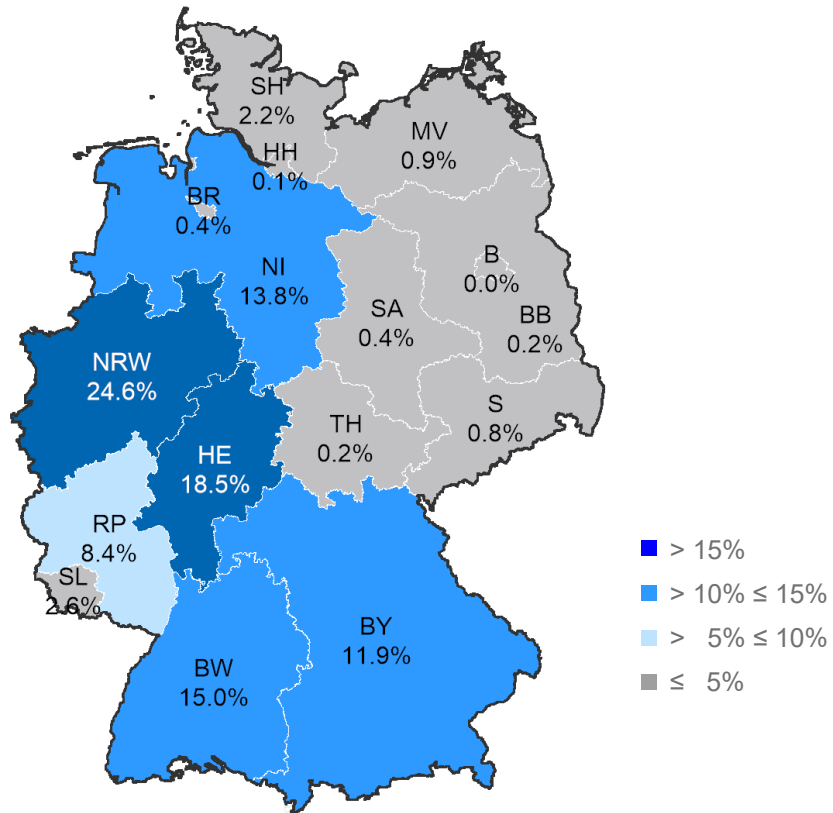 SH
2.2%
MV
0.9%
HH
0.1%
BR
0.4%
B
0.0%
NI
13.8%
SA
0.4%
BB
0.2%
NRW
24.6%
S
0.8%
TH
0.2%
HE
18.5%
RP
8.4%
SL
2.6%
BY
11.9%
BW
15.0%
> 15%
> 10% ≤ 15%
> 5% ≤ 10%
≤ 5%